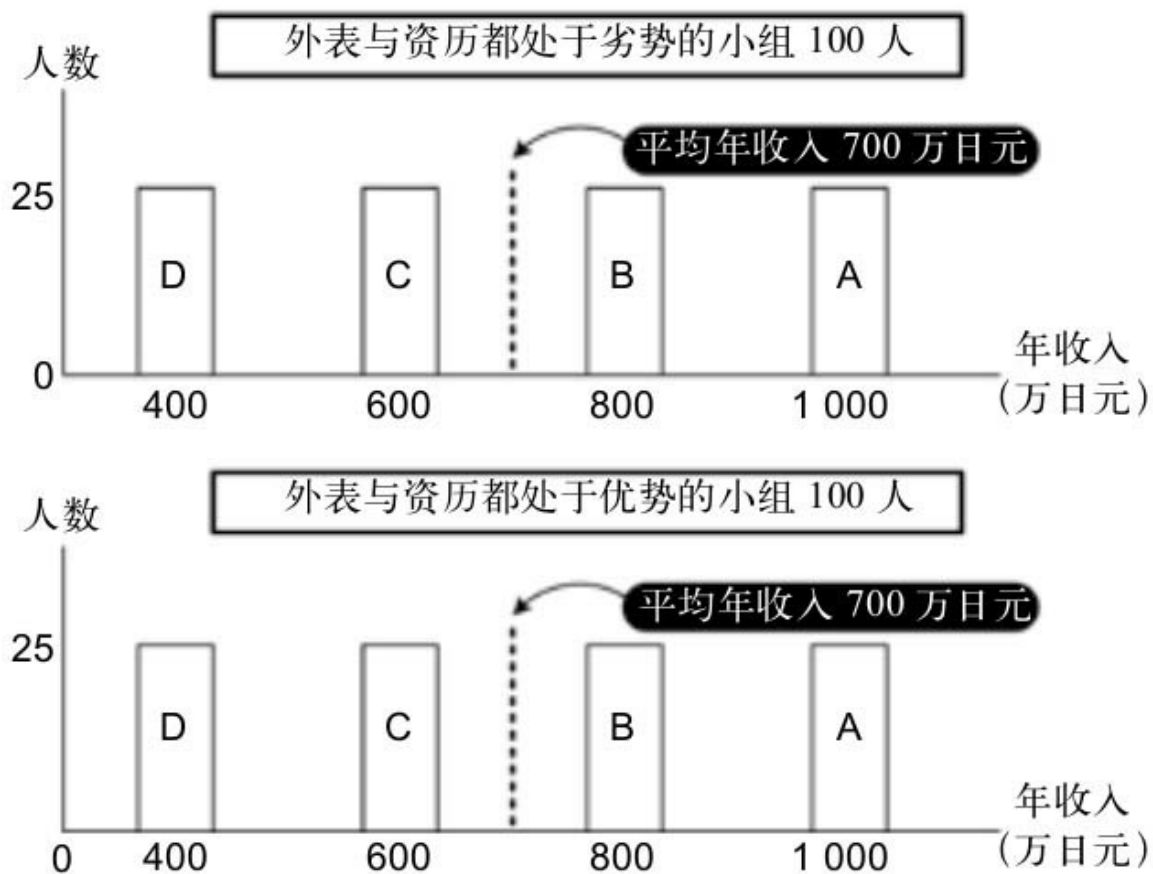 外表与资历都处于劣势的小组 100 人
人数
平均年收入 700 万日元
25
D
C
B
A
0
400
600
800
1 000
年收入
(万日元)
外表与资历都处于优势的小组 100 人
人数
平均年收入 700 万日元
25
D
C
B
A
0
400
600
800
1 000
年收入
(万日元)